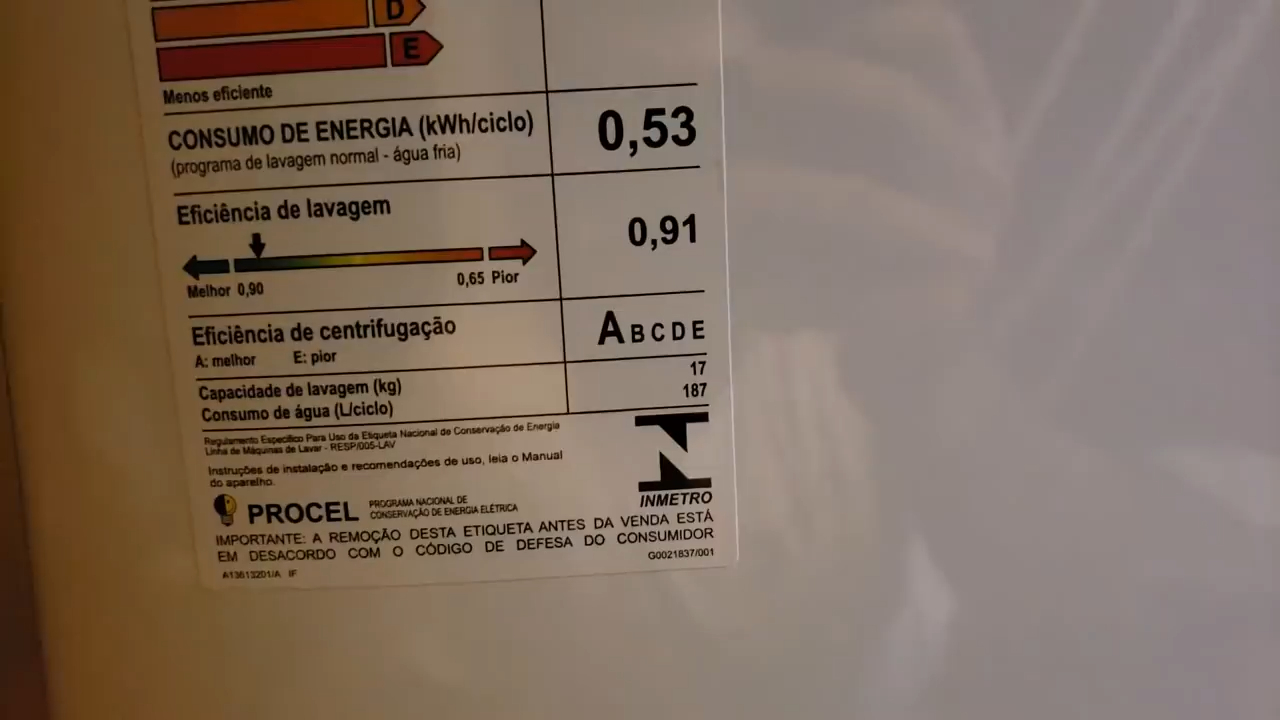 D
E
Menos eficiente
CONSUMO DE ENERGIA (kWh/ciclo)
(programa de lavagem normal - água fria)
0,53
Eficiência de lavagem
0,91
Melhor 0,90
0,65 Pior
Eficiência de centrifugação
A: melhor E: pior
A B C D E
Capacidade de lavagem (kg) 17
Consumo de água (L/ciclo) 187
Regulamento Específico Para Uso da Etiqueta Nacional de Conservação de Energia
Linha de Máquinas de Lavar - RESP/005-LAV
Instruções de instalação e recomendações de uso, leia o Manual
do aparelho.
PROCEL
PROGRAMA NACIONAL DE
CONSERVAÇÃO DE ENERGIA ELÉTRICA
INMETRO
IMPORTANTE: A REMOÇÃO DESTA ETIQUETA ANTES DA VENDA ESTÁ
EM DESACORDO COM O CÓDIGO DE DEFESA DO CONSUMIDOR
G0021837/001
A13613201/A IF